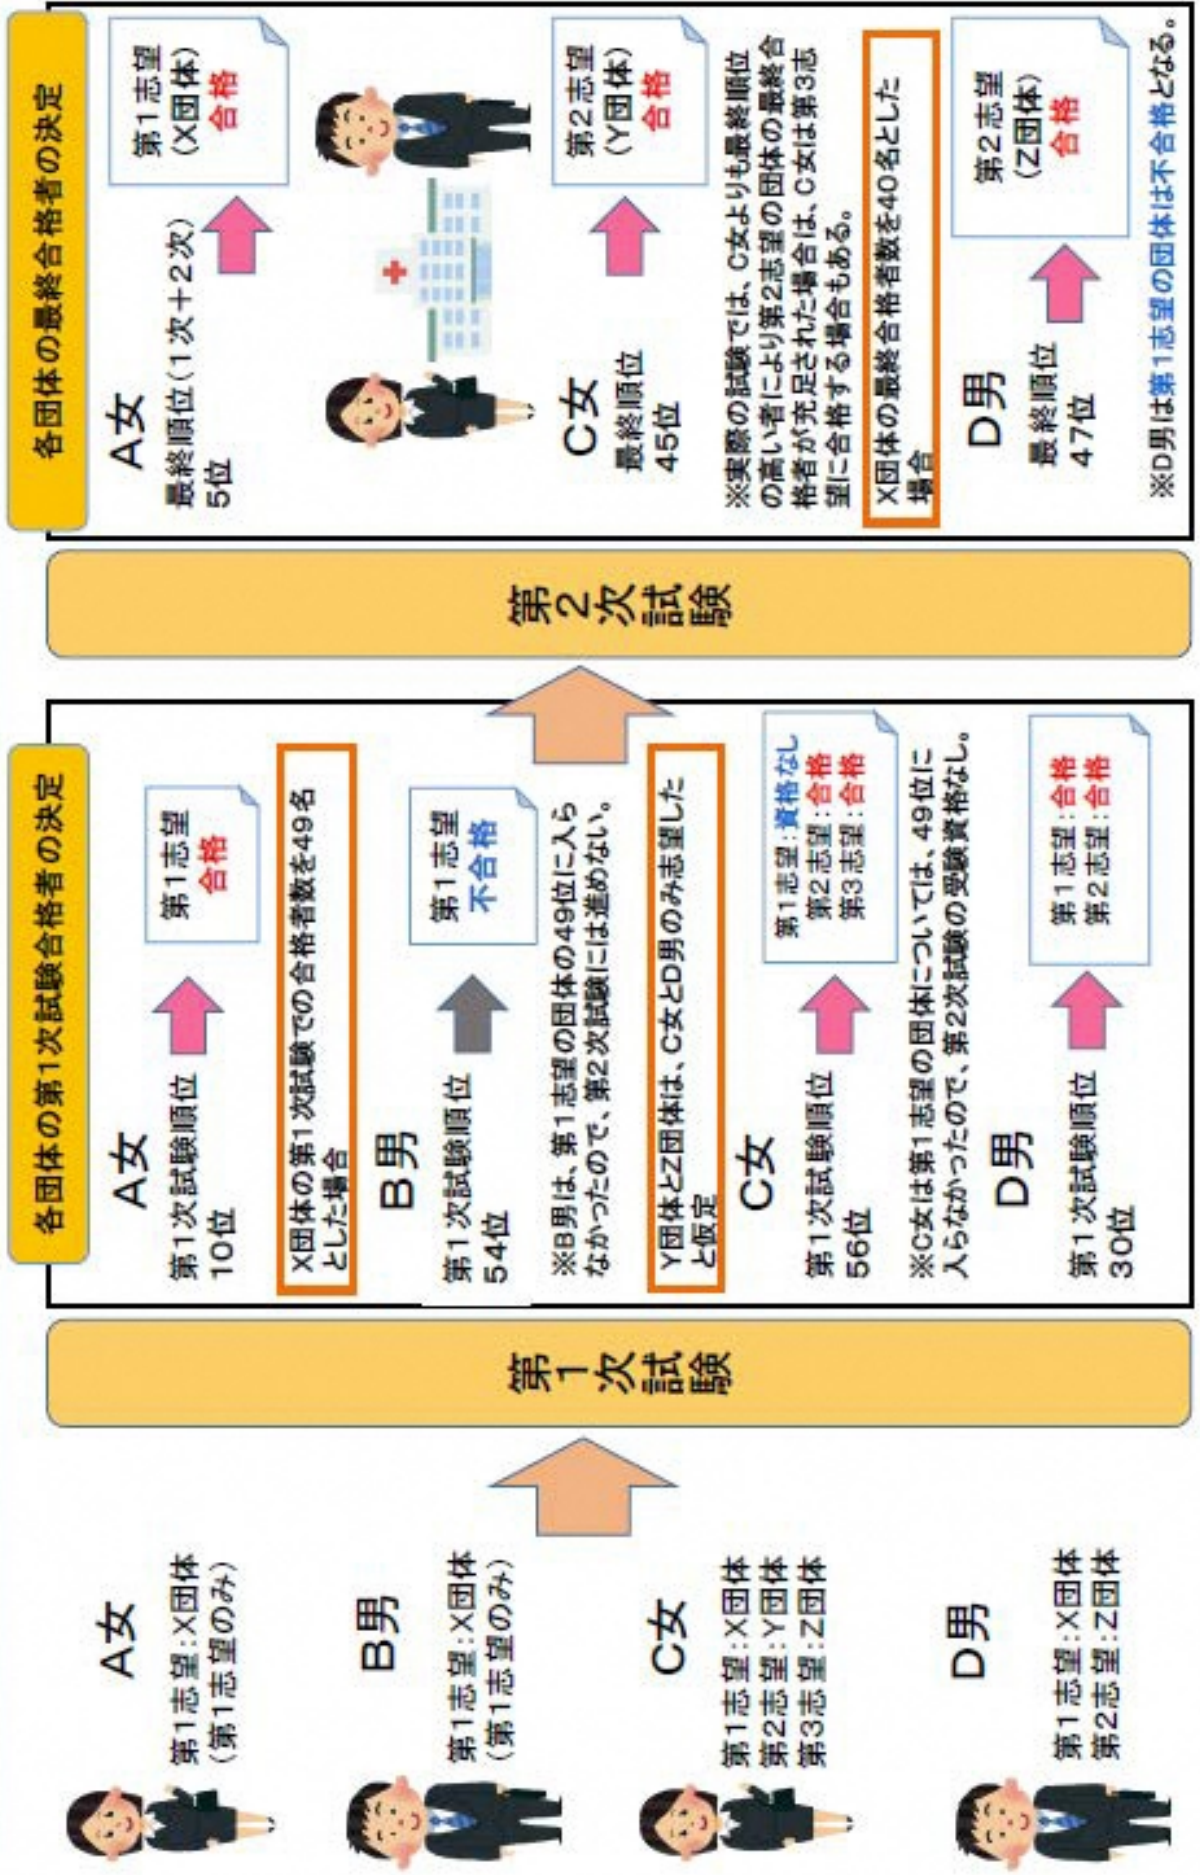 A女
第1志望:X団体
(第1志望のみ)
B男
第1志望:X団体
(第1志望のみ)
C女
第1志望:X団体
第2志望:Y団体
第3志望:Z団体
D男
第1志望:X団体
第2志望:Z団体
第1次試験
各団体の第1次試験合格者の決定
A女
第1次試験順位
10位
第1志望
合格
X団体の第1次試験での合格者数を49名
とした場合
B男
第1次試験順位
54位
第1志望
不合格
※B男は、第1志望の団体の49位に入ら
なかったので、第2次試験には進めない。
Y団体とZ団体は、C女とD男のみ志望した
と仮定
C女
第1次試験順位
56位
第1志望:資格なし
第2志望:合格
第3志望:合格
※C女は第1志望の団体については、49位に
入らなかったので、第2次試験の受験資格なし。
D男
第1次試験順位
30位
第1志望:合格
第2志望:合格
第2次試験
各団体の最終合格者の決定
A女
最終順位(1次+2次)
5位
第1志望
(X団体)
合格
C女
最終順位
45位
第2志望
(Y団体)
合格
※実際の試験では、C女よりも最終順位
の高い者により第2志望の団体の最終合
格者が充足された場合は、C女は第3志
望に合格する場合もある。
X団体の最終合格者数を40名とした
場合
D男
最終順位
47位
第2志望
(Z団体)
合格
※D男は第1志望の団体は不合格となる。